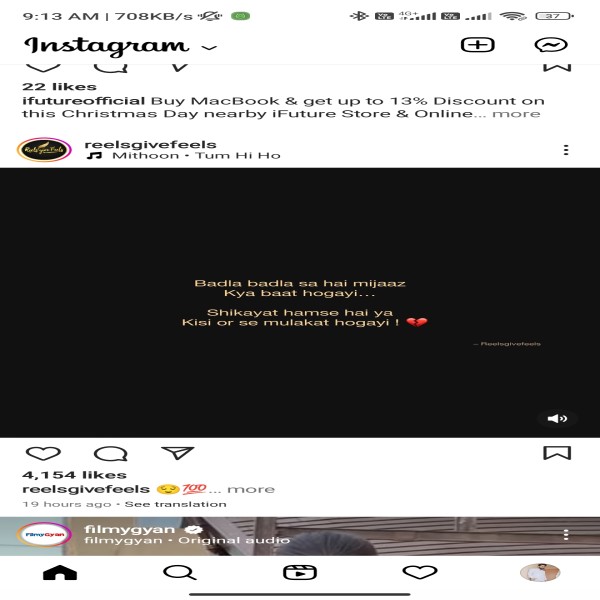 9:13 AM | 708KB/s
4G+
37
Instagram
22 likes
ifutureofficial Buy MacBook & get up to 13% Discount on
this Christmas Day nearby iFuture Store & Online... more
reelsgivefeels
Mithoon • Tum Hi Ho
Badla badla sa hai mijaaz
Kya baat hogayi...
Shikayat hamse hai ya
Kisi or se mulakat hogayi ! 💔
– Reelsgivefeels
4,154 likes
reelsgivefeels 😌💯... more
19 hours ago • See translation
FilmyGyan
filmygyan
filmygyan • Original audio